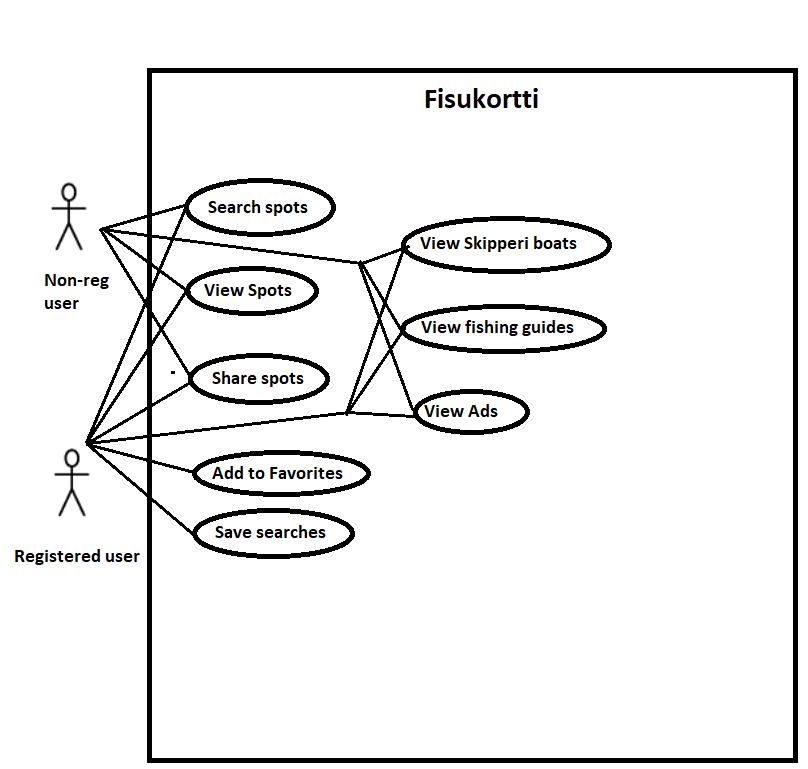 Fisukortti
Search spots
View Skipperi boats
Non-reg
user
View Spots
View fishing guides
Share spots
View Ads
Add to Favorites
Save searches
Registered user